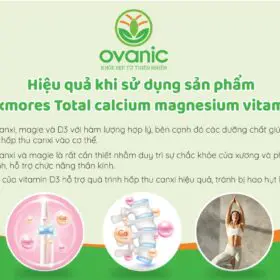 ovanic
KHỎE ĐẸP TỪ THIÊN NHIÊN
Hiệu quả khi sử dụng sản phẩm
xmores Total calcium magnesium vitam
anxi, magie và D3 với hàm lượng hợp lý, bên cạnh đó các dưỡng chất giú
hấp thu canxi vào cơ thể.
anxi và magie là rất cần thiết nhằm duy trì sự chắc khỏe của xương và
, hỗ trợ chức năng thần kinh.
của vitamin D3 hỗ trợ quá trình hấp thu canxi hiệu quả, tránh bị hao hụt
Ca